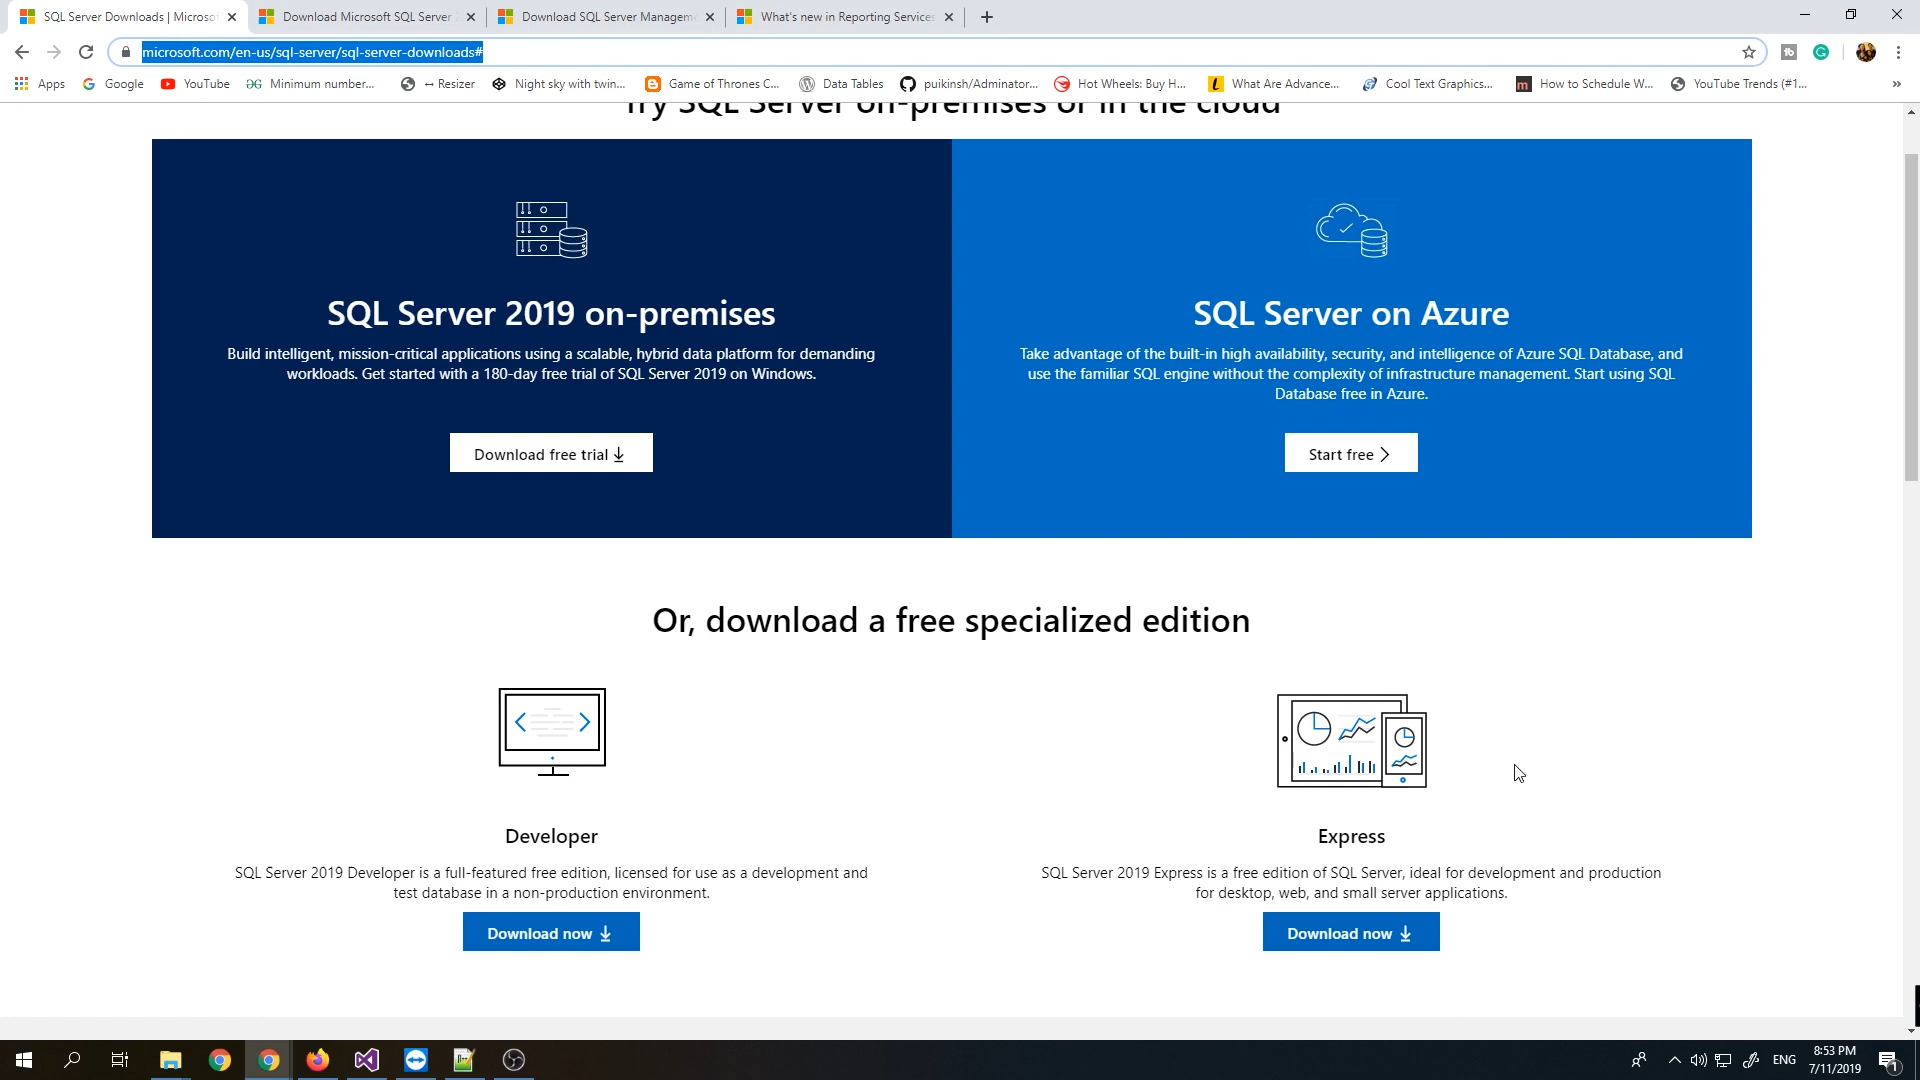 SQL Server Downloads | Microso
Download Microsoft SQL Server
Download SQL Server Managem
What's new in Reporting Services
microsoft.com/en-us/sql-server/sql-server-downloads#
Apps
Google
YouTube
Minimum number...
↔ Resizer
Night sky with twin...
Game of Thrones C...
Data Tables
puikinsh/Adminator...
Hot Wheels: Buy H...
What Are Advance...
Cool Text Graphics...
How to Schedule W...
YouTube Trends (#1...
»
Try SQL Server on-premises or in the cloud
SQL Server 2019 on-premises
Build intelligent, mission-critical applications using a scalable, hybrid data platform for demanding
workloads. Get started with a 180-day free trial of SQL Server 2019 on Windows.
Download free trial
SQL Server on Azure
Take advantage of the built-in high availability, security, and intelligence of Azure SQL Database, and
use the familiar SQL engine without the complexity of infrastructure management. Start using SQL
Database free in Azure.
Start free
Or, download a free specialized edition
Developer
SQL Server 2019 Developer is a full-featured free edition, licensed for use as a development and
test database in a non-production environment.
Download now
Express
SQL Server 2019 Express is a free edition of SQL Server, ideal for development and production
for desktop, web, and small server applications.
Download now
ENG
8:53 PM
7/11/2019
1